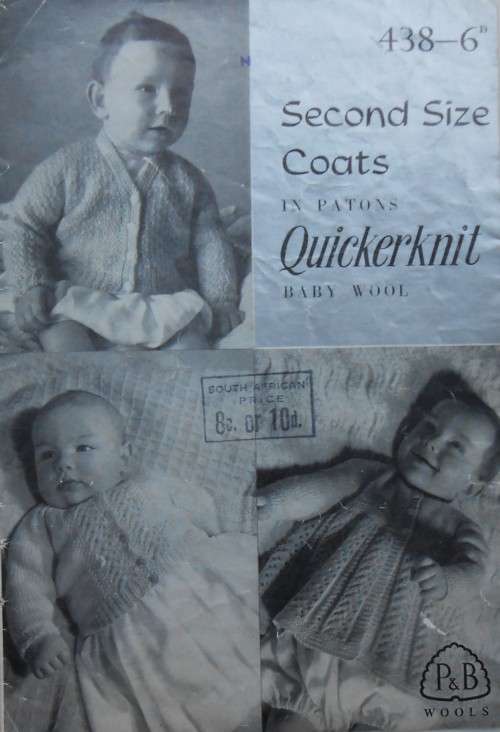 438—6ᴰ
Second Size
Coats
IN PATONS
Quickerknit
BABY WOOL
SOUTH AFRICAN
PRICE
8c. or 10d.
P&B
WOOLS